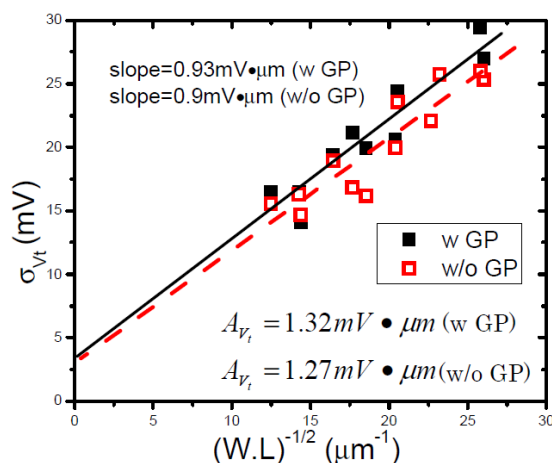 30
25
20
15
10
5
0
0 5 10 15 20 25 30
σVt (mV)
(W.L)^-1/2 (μm^-1)
slope=0.93mV•μm (w GP)
slope=0.9mV•μm (w/o GP)
w GP
w/o GP
AVt = 1.32mV • μm (w GP)
AVt = 1.27mV • μm(w/o GP)